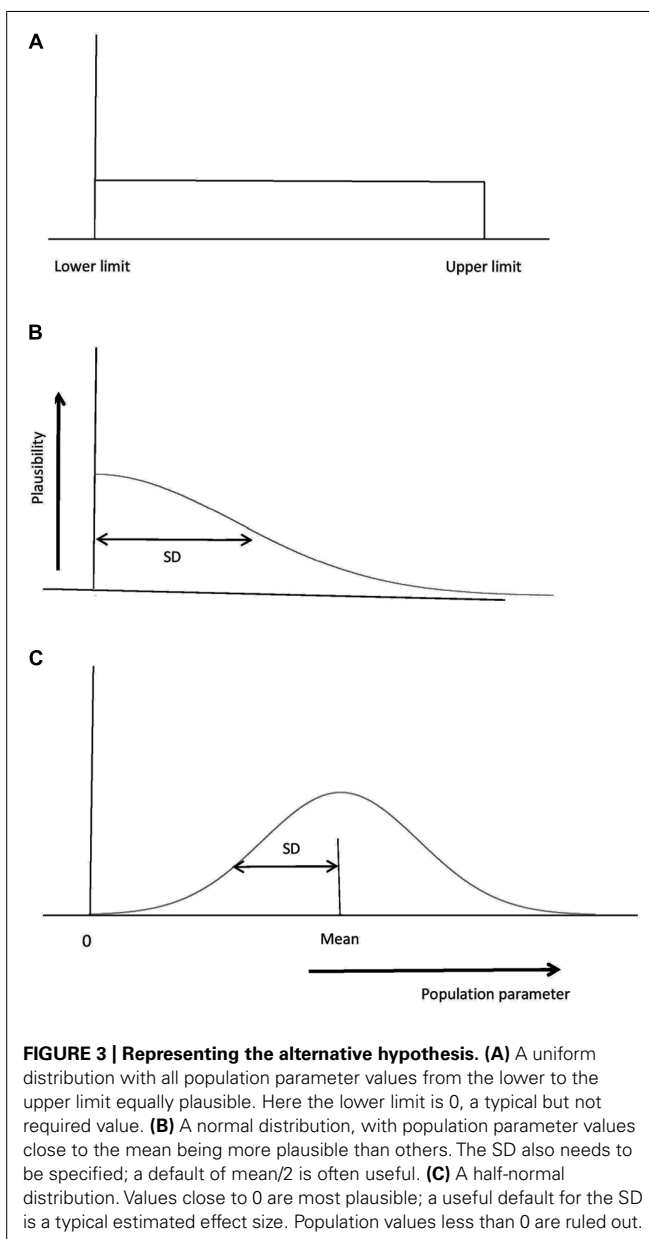 A
Lower limit Upper limit
B
Plausibility
SD
C
SD
0 Mean
Population parameter
FIGURE 3 | Representing the alternative hypothesis. (A) A uniform
distribution with all population parameter values from the lower to the
upper limit equally plausible. Here the lower limit is 0, a typical but not
required value. (B) A normal distribution, with population parameter values
close to the mean being more plausible than others. The SD also needs to
be specified; a default of mean/2 is often useful. (C) A half-normal
distribution. Values close to 0 are most plausible; a useful default for the SD
is a typical estimated effect size. Population values less than 0 are ruled out.